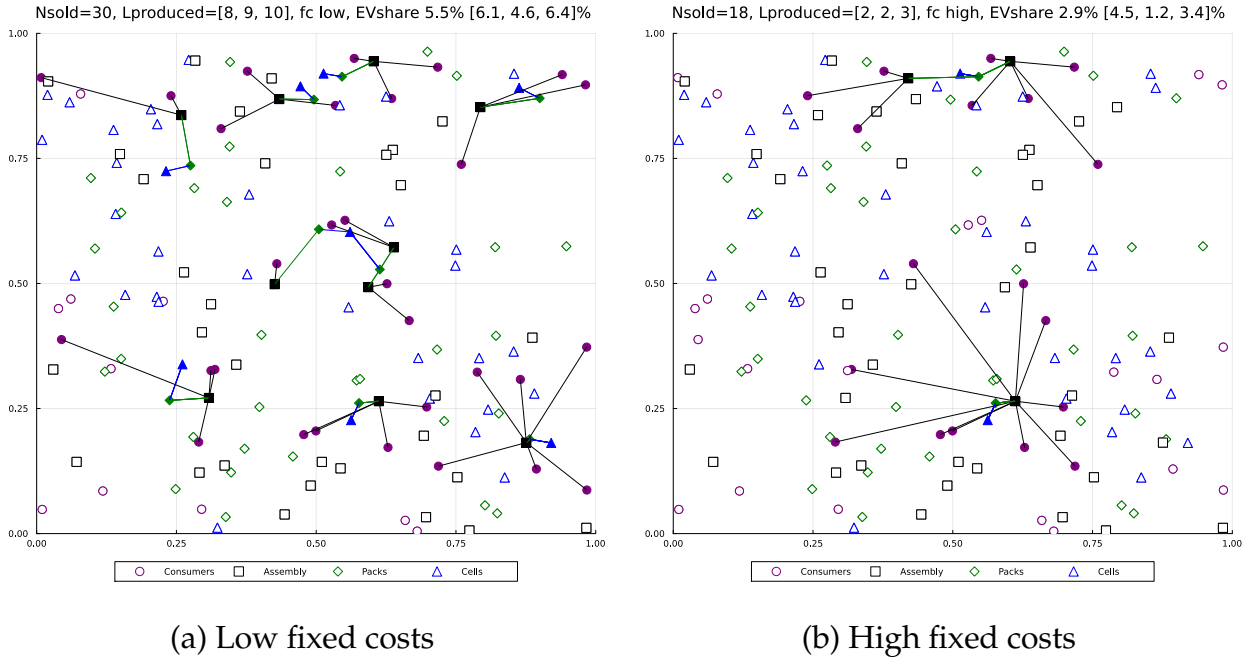 Nsold=30, Lproduced=[8, 9, 10], fc low, EVshare 5.5% [6.1, 4.6, 6.4]%
1.00
0.75
0.50
0.25
0.00
0.00 0.25 0.50 0.75 1.00
Consumers Assembly Packs Cells
(a) Low fixed costs
Nsold=18, Lproduced=[2, 2, 3], fc high, EVshare 2.9% [4.5, 1.2, 3.4]%
1.00
0.75
0.50
0.25
0.00
0.00 0.25 0.50 0.75 1.00
Consumers Assembly Packs Cells
(b) High fixed costs